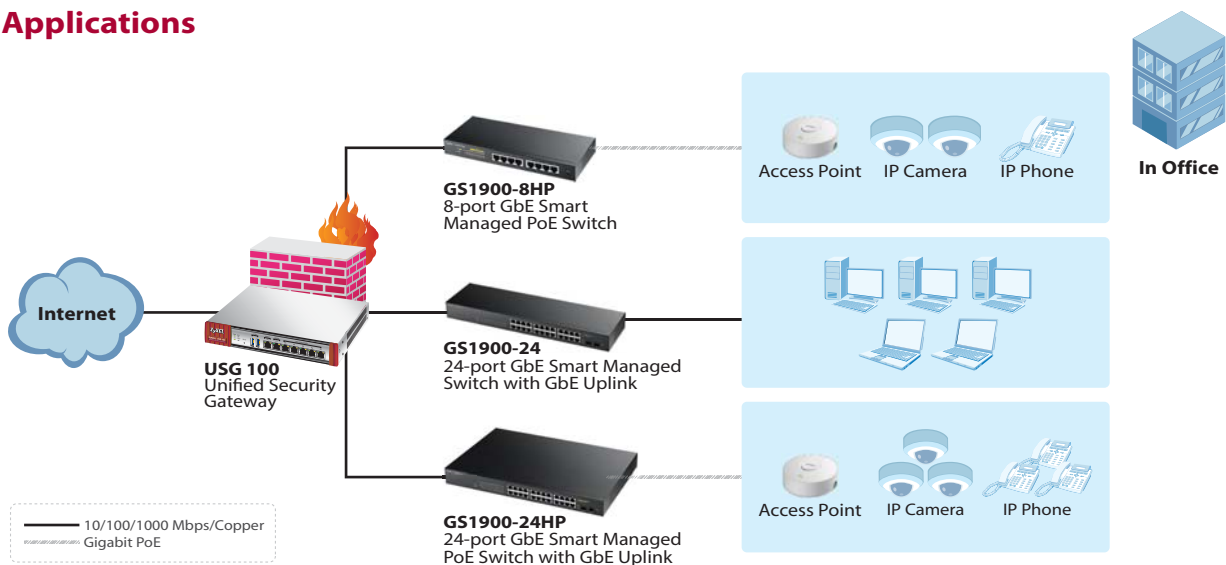 Applications
In Office
Access Point
IP Camera
IP Phone
GS1900-8HP
8-port GbE Smart
Managed PoE Switch
Internet
USG 100
Unified Security
Gateway
GS1900-24
24-port GbE Smart Managed
Switch with GbE Uplink
Access Point
IP Camera
IP Phone
GS1900-24HP
24-port GbE Smart Managed
PoE Switch with GbE Uplink
10/100/1000 Mbps/Copper
Gigabit PoE